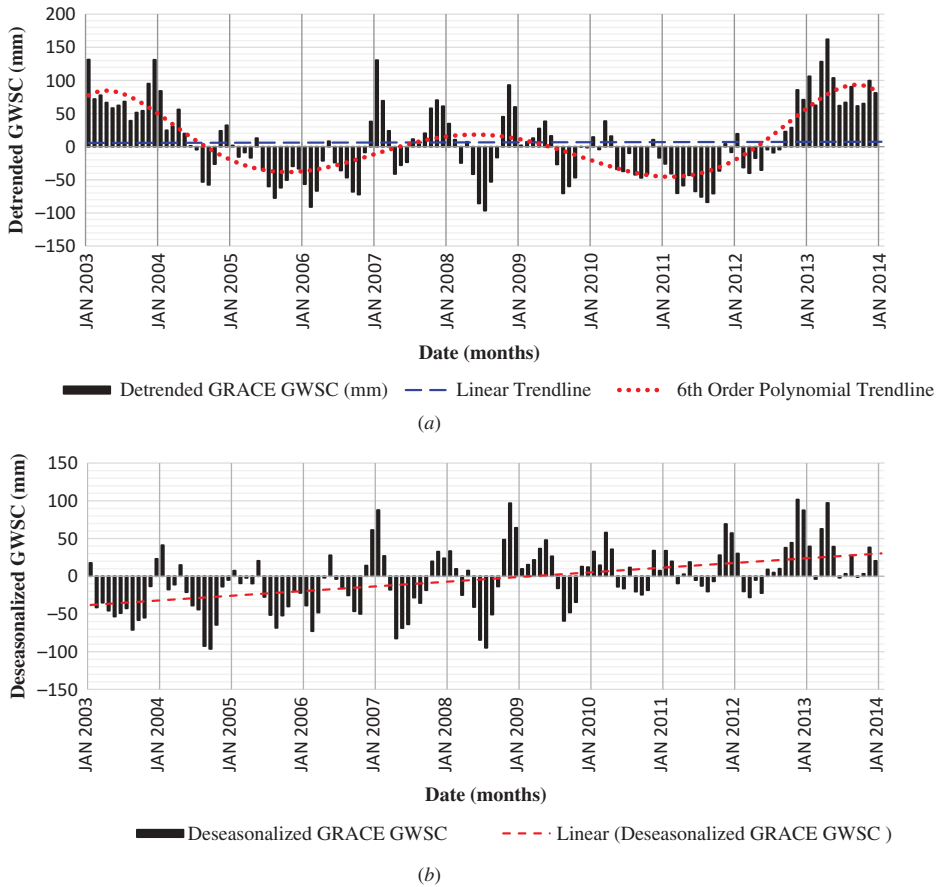 Detrended GWSC (mm)
200
150
100
50
0
−50
−100
−150
JAN 2003
JAN 2004
JAN 2005
JAN 2006
JAN 2007
JAN 2008
JAN 2009
JAN 2010
JAN 2011
JAN 2012
JAN 2013
JAN 2014
Date (months)
Detrended GRACE GWSC (mm)
Linear Trendline
6th Order Polynomial Trendline
(a)
Deseasonalized GWSC (mm)
150
100
50
0
−50
−100
−150
JAN 2003
JAN 2004
JAN 2005
JAN 2006
JAN 2007
JAN 2008
JAN 2009
JAN 2010
JAN 2011
JAN 2012
JAN 2013
JAN 2014
Date (months)
Deseasonalized GRACE GWSC
Linear (Deseasonalized GRACE GWSC )
(b)